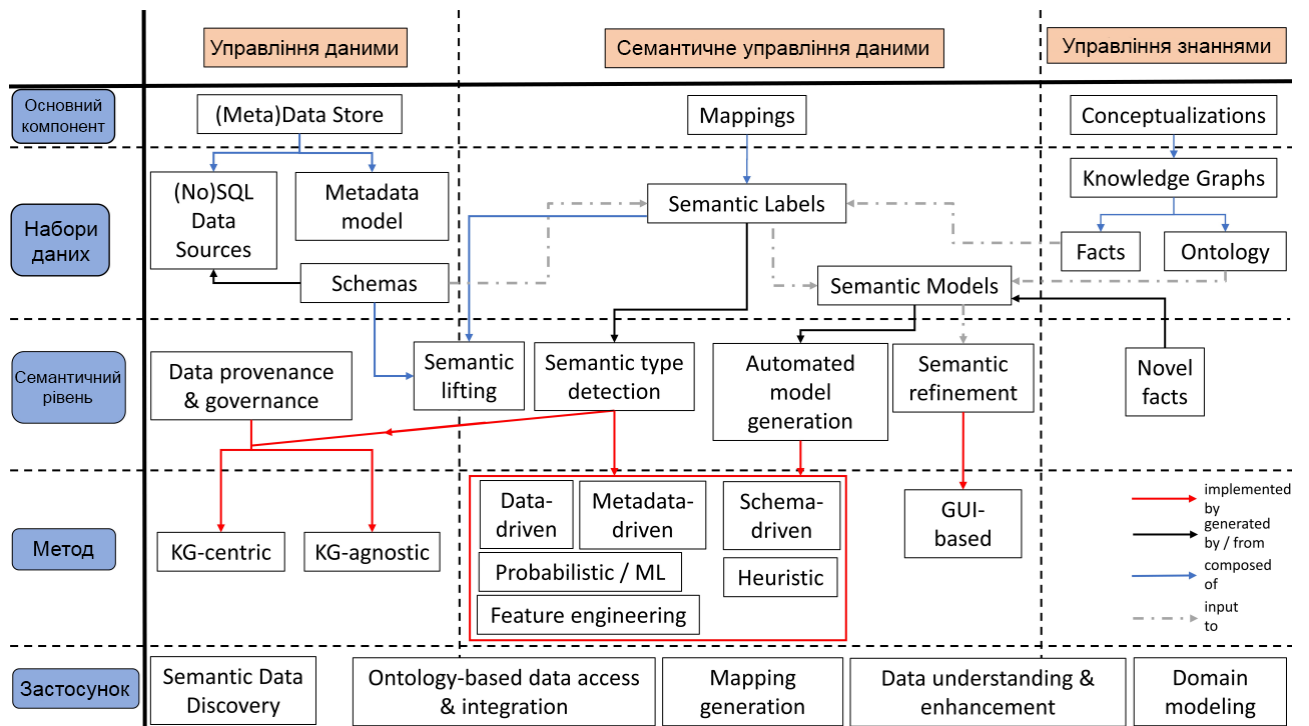 Управління даними
Семантичне управління даними
Управління знаннями
Основний
компонент
(Meta)Data Store
Mappings
Conceptualizations
Набори
даних
(No)SQL
Data
Sources
Metadata
model
Schemas
Semantic Labels
Semantic Models
Knowledge Graphs
Facts
Ontology
Семантичний
рівень
Data provenance
& governance
Semantic
lifting
Semantic type
detection
Automated
model
generation
Semantic
refinement
Novel
facts
Метод
KG-centric
KG-agnostic
Data-
driven
Metadata-
driven
Schema-
driven
Probabilistic / ML
Heuristic
Feature engineering
GUI-
based
implemented
by
generated
by / from
composed
of
input
to
Застосунок
Semantic Data
Discovery
Ontology-based data access
& integration
Mapping
generation
Data understanding &
enhancement
Domain
modeling